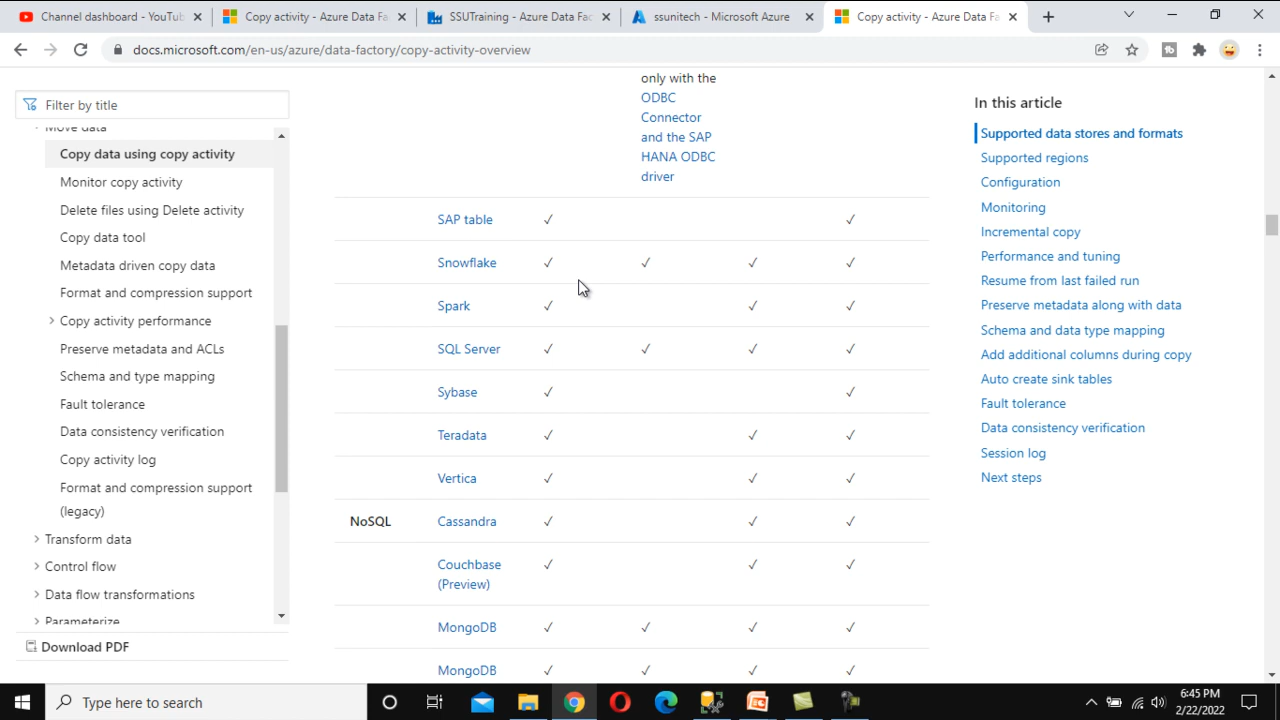 Channel dashboard - YouTu
Copy activity - Azure Data Fa
SSUTraining - Azure Data Fact
ssunitech - Microsoft Azure
Copy activity - Azure Data Fa
docs.microsoft.com/en-us/azure/data-factory/copy-activity-overview
Filter by title
Move data
Copy data using copy activity
Monitor copy activity
Delete files using Delete activity
Copy data tool
Metadata driven copy data
Format and compression support
Copy activity performance
Preserve metadata and ACLs
Schema and type mapping
Fault tolerance
Data consistency verification
Copy activity log
Format and compression support
(legacy)
Transform data
Control flow
Data flow transformations
Parameterize
Download PDF
only with the
ODBC
Connector
and the SAP
HANA ODBC
driver
SAP table ✓ ✓
Snowflake ✓ ✓ ✓ ✓
Spark ✓ ✓ ✓
SQL Server ✓ ✓ ✓ ✓
Sybase ✓ ✓
Teradata ✓ ✓ ✓
Vertica ✓ ✓ ✓
NoSQL Cassandra ✓ ✓ ✓
Couchbase ✓ ✓ ✓
(Preview)
MongoDB ✓ ✓ ✓ ✓
MongoDB ✓ ✓ ✓ ✓
In this article
Supported data stores and formats
Supported regions
Configuration
Monitoring
Incremental copy
Performance and tuning
Resume from last failed run
Preserve metadata along with data
Schema and data type mapping
Add additional columns during copy
Auto create sink tables
Fault tolerance
Data consistency verification
Session log
Next steps
Type here to search
6:45 PM
2/22/2022